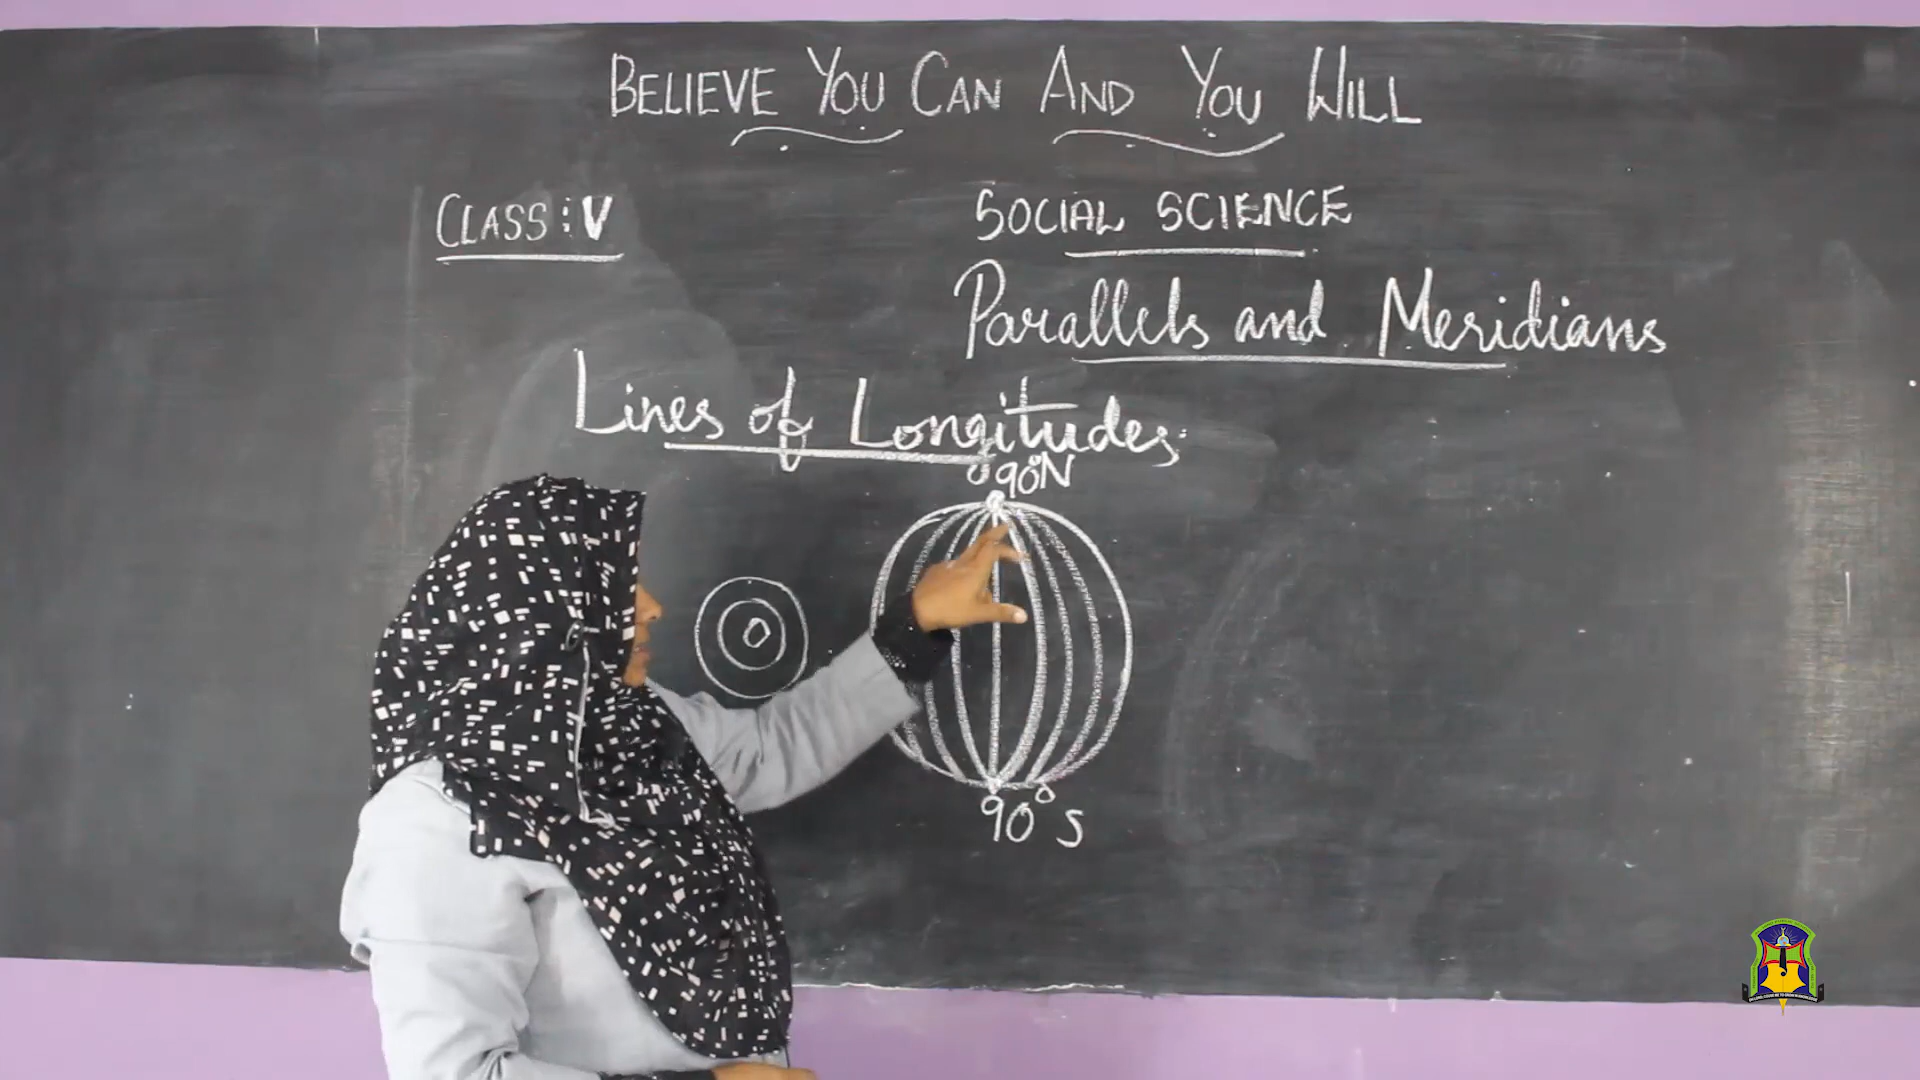 BELIEVE YOU CAN AND YOU WILL
CLASS : V
SOCIAL SCIENCE
Parallels and Meridians
Lines of Longitudes
90°N
90° S